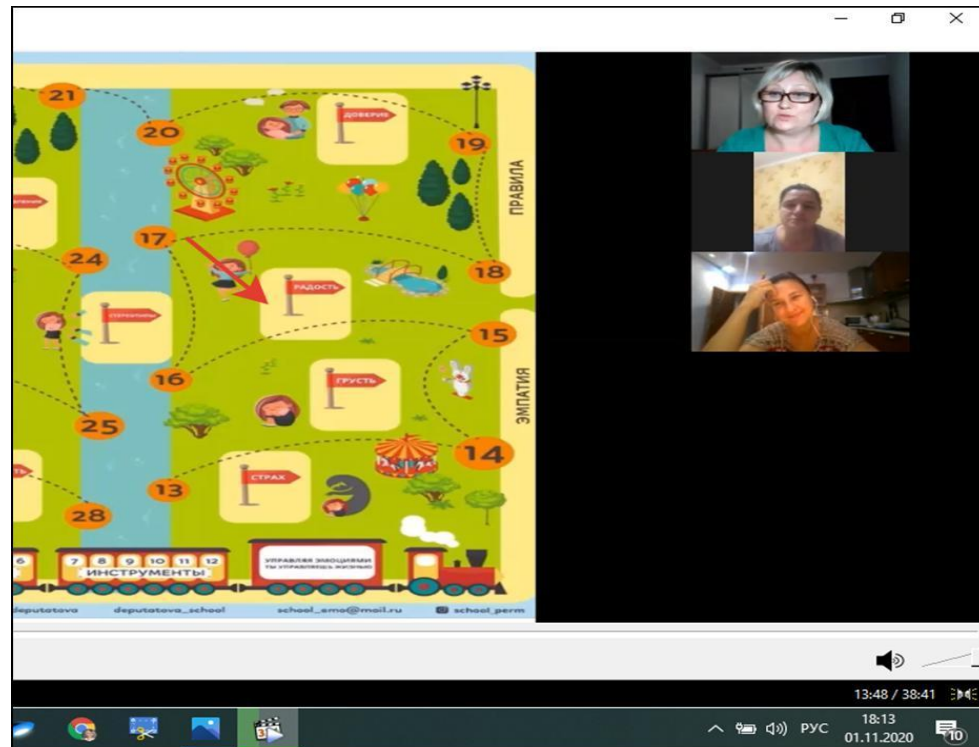 21
20
ДОВЕРИЕ
19
ПРАВИЛА
17
24
18
РАДОСТЬ
СТЕРЕОТИПЫ
15
16
ГРУСТЬ
ЭМПАТИЯ
25
14
СТРАХ
13
28
6
7 8 9 10 11 12
ИНСТРУМЕНТЫ
УПРАВЛЯЯ ЭМОЦИЯМИ
ТЫ УПРАВЛЯЕШЬ ЖИЗНЬЮ
deputatova deputatova_school school_emo@mail.ru school_perm
13:48 / 38:41
РУС
18:13
01.11.2020
10